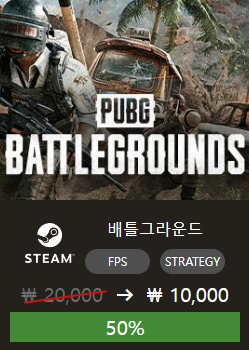 PUBG
BATTLEGROUNDS
배틀그라운드
STEAM®
FPS STRATEGY
₩ 20,000 → ₩ 10,000
50%